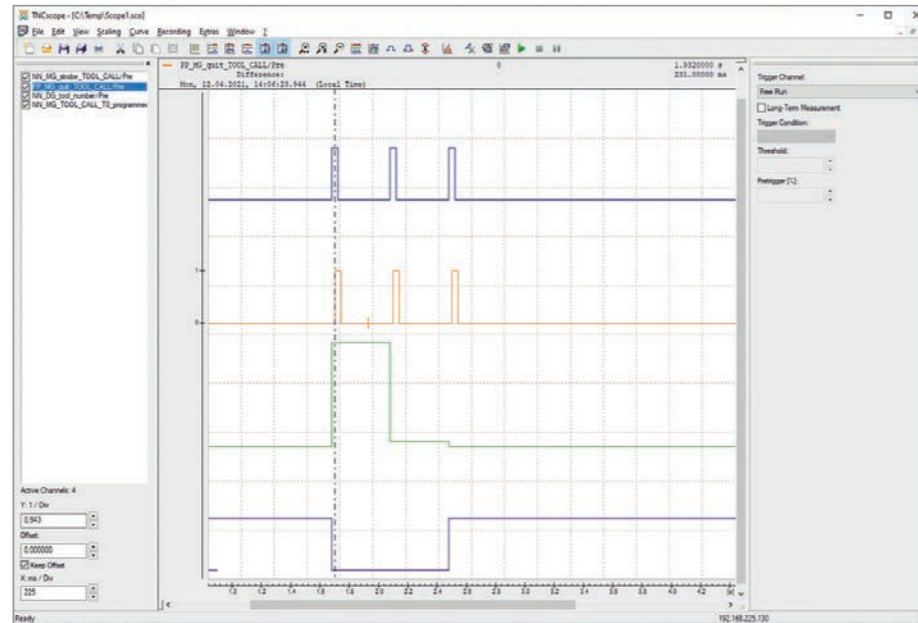 TNCscope - [C:\Temp\Scope1.sco]
File Edit View Scaling Curve Recording Extras Window ?
NN_MG_strobe_TOOL_CALL/Pre
PP_MG_quit_TOOL_CALL/Pre
NN_DG_tool_number/Pre
NN_MG_TOOL_CALL_T0_programmed
PP_MG_quit_TOOL_CALL/Pre 0 1.9320000 s
Difference: 231.00000 ms
Mon, 12.04.2021, 14:06:23.944 (Local Time)
1
0
1.0 1.2 1.4 1.6 1.8 2.0 2.2 2.4 2.6 2.8 3.0 3.2 3.4 3.6 3.8 4.0 4.2
Active Channels: 4
Y: 1 / Div
0.943
Offset:
0.000000
Keep Offset
X: ms / Div
225
Trigger Channel:
Free Run
Long-Term Measurement
Trigger Condition:
Threshold:
Pretrigger [%]:
Ready
192.168.225.130